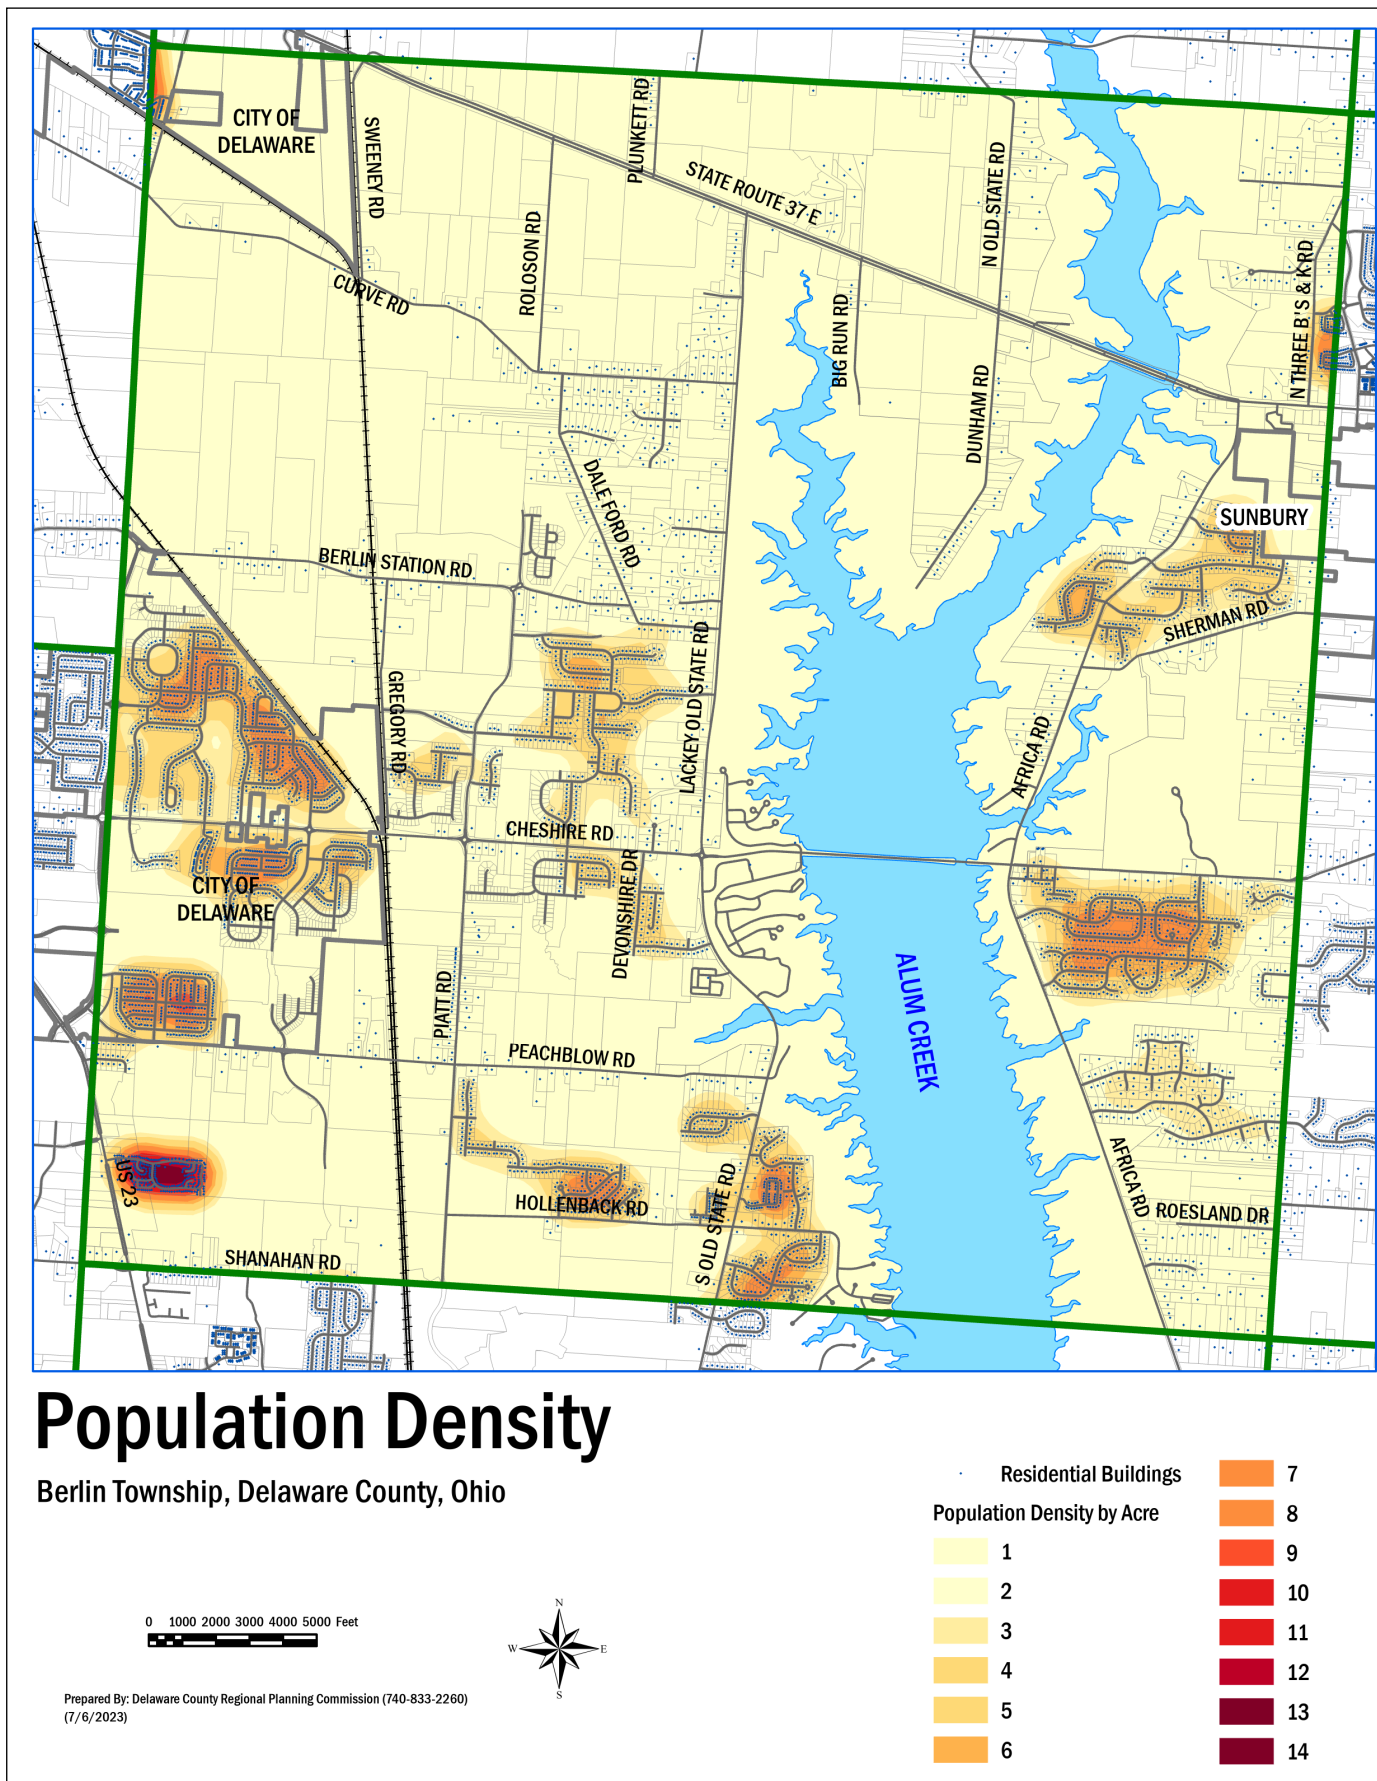 CITY OF
DELAWARE
SWEENEY RD
PLUNKETT RD
STATE ROUTE 37 E
N OLD STATE RD
ROLOSON RD
CURVE RD
BIG RUN RD
N THREE B'S & K RD
DUNHAM RD
DALE FORD RD
SUNBURY
BERLIN STATION RD
SHERMAN RD
LACKEY OLD STATE RD
GREGORY RD
AFRICA RD
CHESHIRE RD
CITY OF
DELAWARE
DEVONSHIRE DR
ALUM CREEK
PIATT RD
PEACHBLOW RD
US 23
AFRICA RD
HOLLENBACK RD
S OLD STATE RD
ROESLAND DR
SHANAHAN RD
Population Density
Berlin Township, Delaware County, Ohio
Residential Buildings
Population Density by Acre
1
2
3
4
5
6
7
8
9
10
11
12
13
14
0 1000 2000 3000 4000 5000 Feet
N
W E
S
Prepared By: Delaware County Regional Planning Commission (740-833-2260)
(7/6/2023)